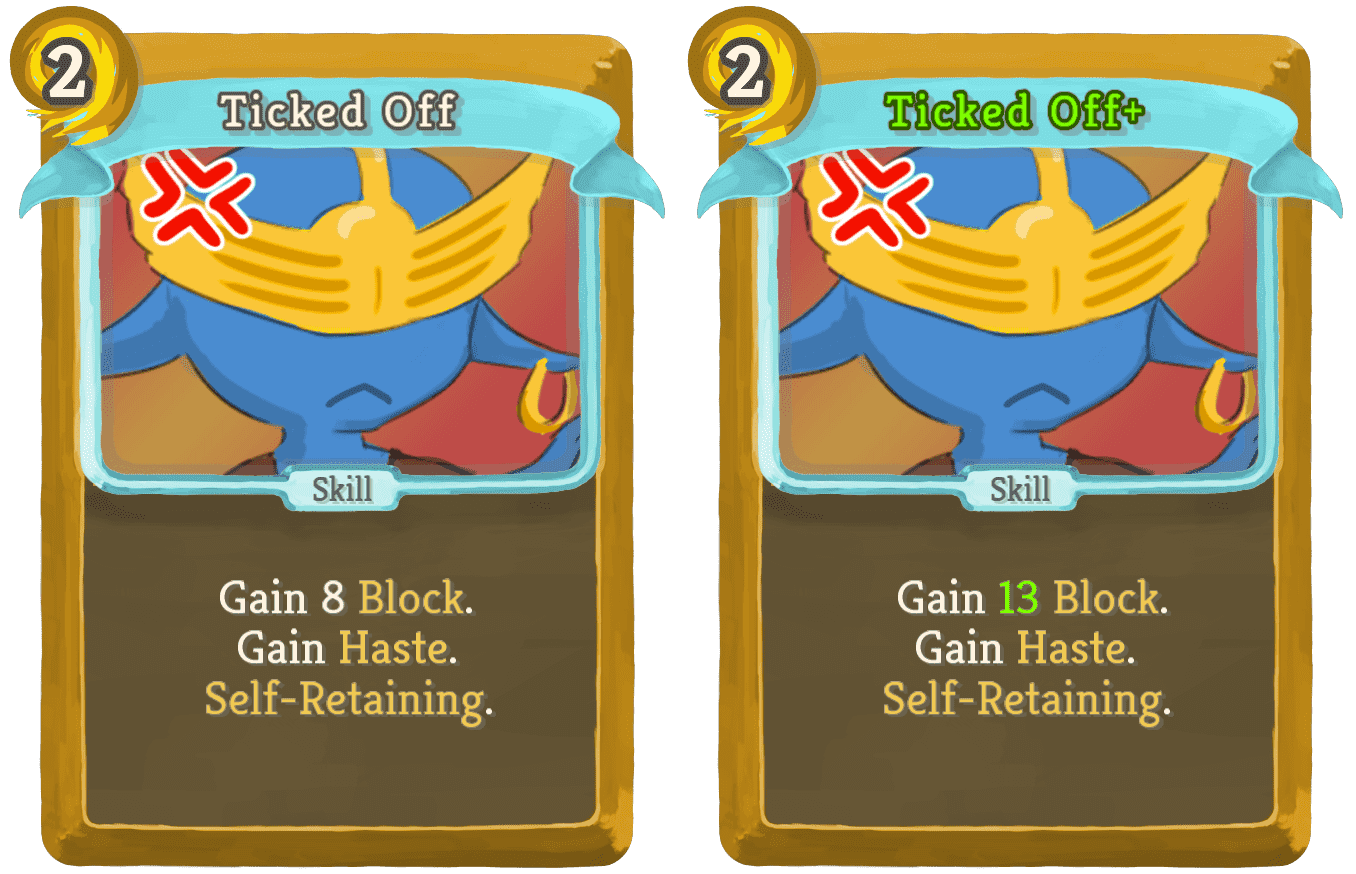 2
Ticked Off
Skill
Gain 8 Block.
Gain Haste.
Self-Retaining.
2
Ticked Off+
Skill
Gain 13 Block.
Gain Haste.
Self-Retaining.